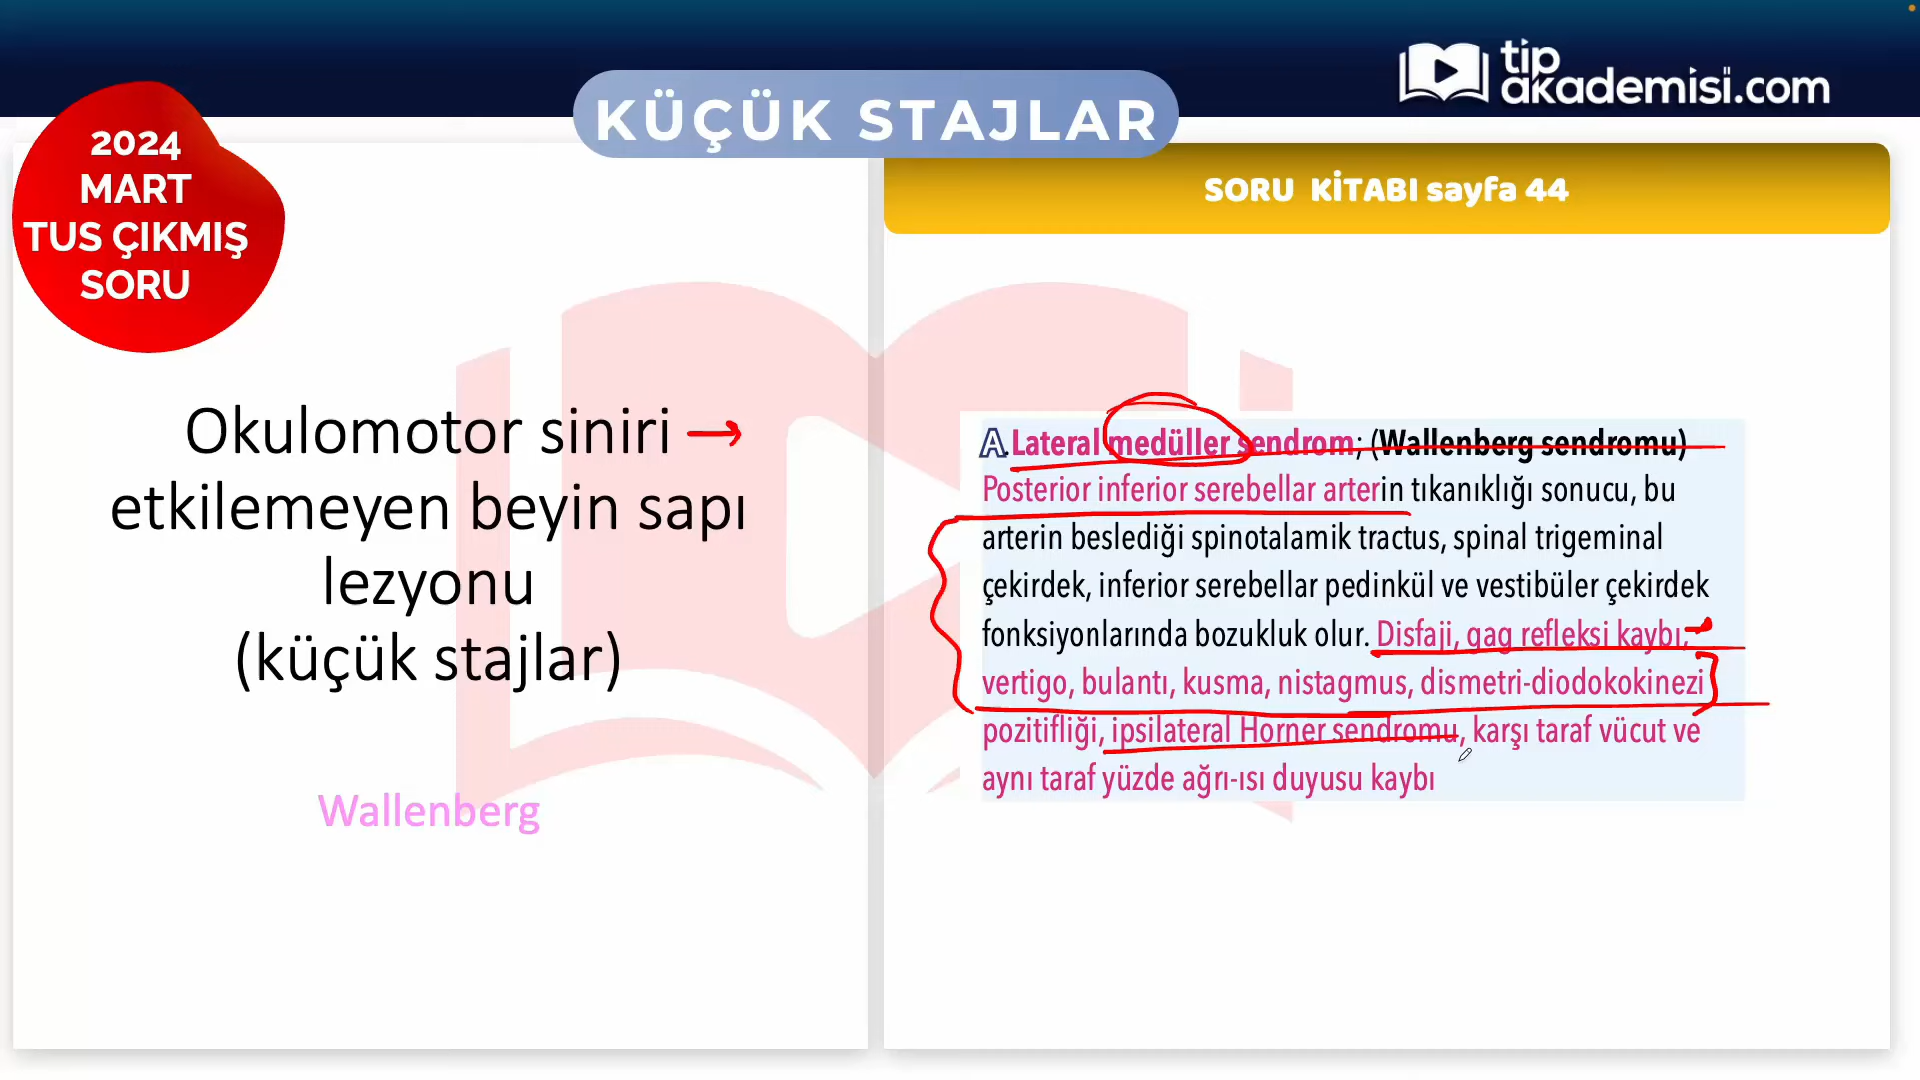 tip
akademisi.com
KÜÇÜK STAJLAR
2024
MART
TUS ÇIKMIŞ
SORU
SORU KİTABI sayfa 44
Okulomotor siniri →
etkilemeyen beyin sapı
lezyonu
(küçük stajlar)
Wallenberg
A.Lateral medüller sendrom; (Wallenberg sendromu)
Posterior inferior serebellar arterin tıkanıklığı sonucu, bu
arterin beslediği spinotalamik tractus, spinal trigeminal
çekirdek, inferior serebellar pedinkül ve vestibüler çekirdek
fonksiyonlarında bozukluk olur. Disfaji, gag refleksi kaybı,
vertigo, bulantı, kusma, nistagmus, dismetri-diodokokinezi
pozitifliği, ipsilateral Horner sendromu, karşı taraf vücut ve
aynı taraf yüzde ağrı-ısı duyusu kaybı